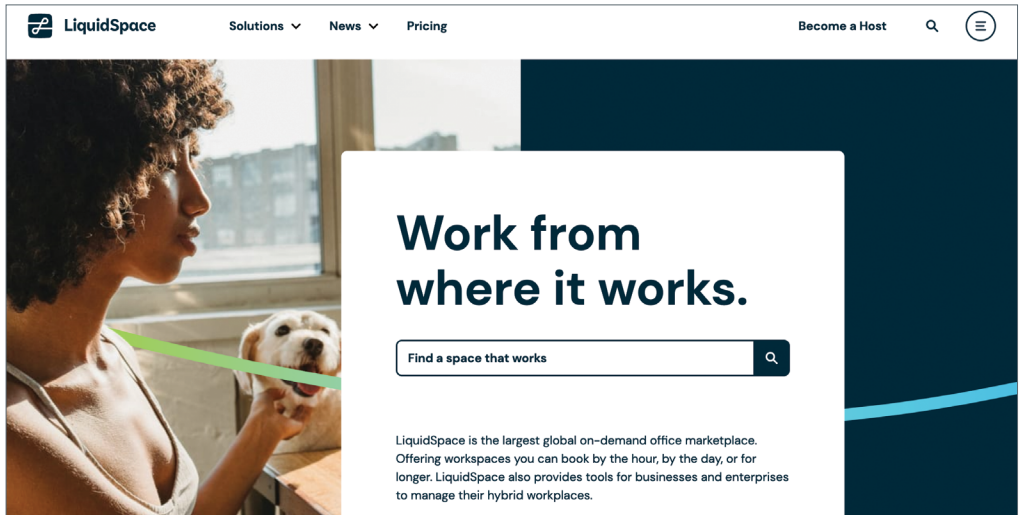 LiquidSpace
Solutions
News
Pricing
Become a Host
Work from
where it works.
Find a space that works
LiquidSpace is the largest global on-demand office marketplace.
Offering workspaces you can book by the hour, by the day, or for
longer. LiquidSpace also provides tools for businesses and enterprises
to manage their hybrid workplaces.